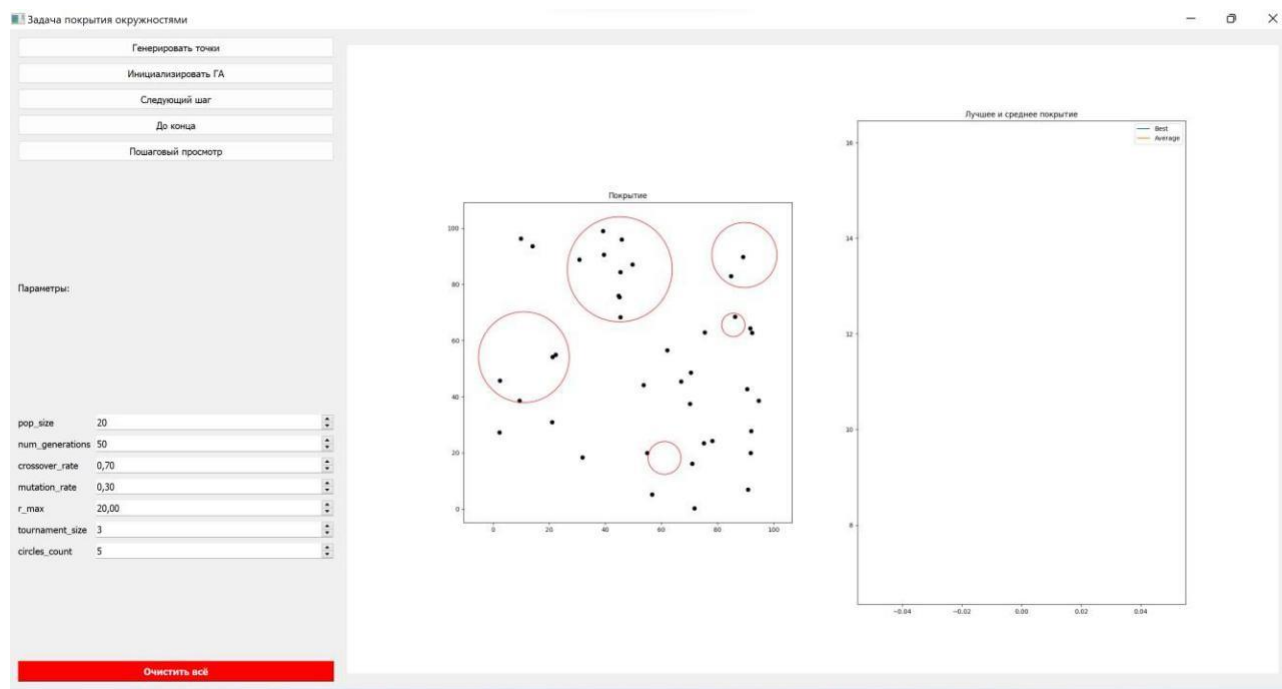 Задача покрытия окружностями
Генерировать точки
Инициализировать ГА
Следующий шаг
До конца
Пошаговый просмотр
Параметры:
pop_size 20
num_generations 50
crossover_rate 0,70
mutation_rate 0,30
r_max 20,00
tournament_size 3
circles_count 5
Очистить всё
Покрытие
100
80
60
40
20
0
0 20 40 60 80 100
Лучшее и среднее покрытие
Best
Average
16
14
12
10
8
−0.04 −0.02 0.00 0.02 0.04